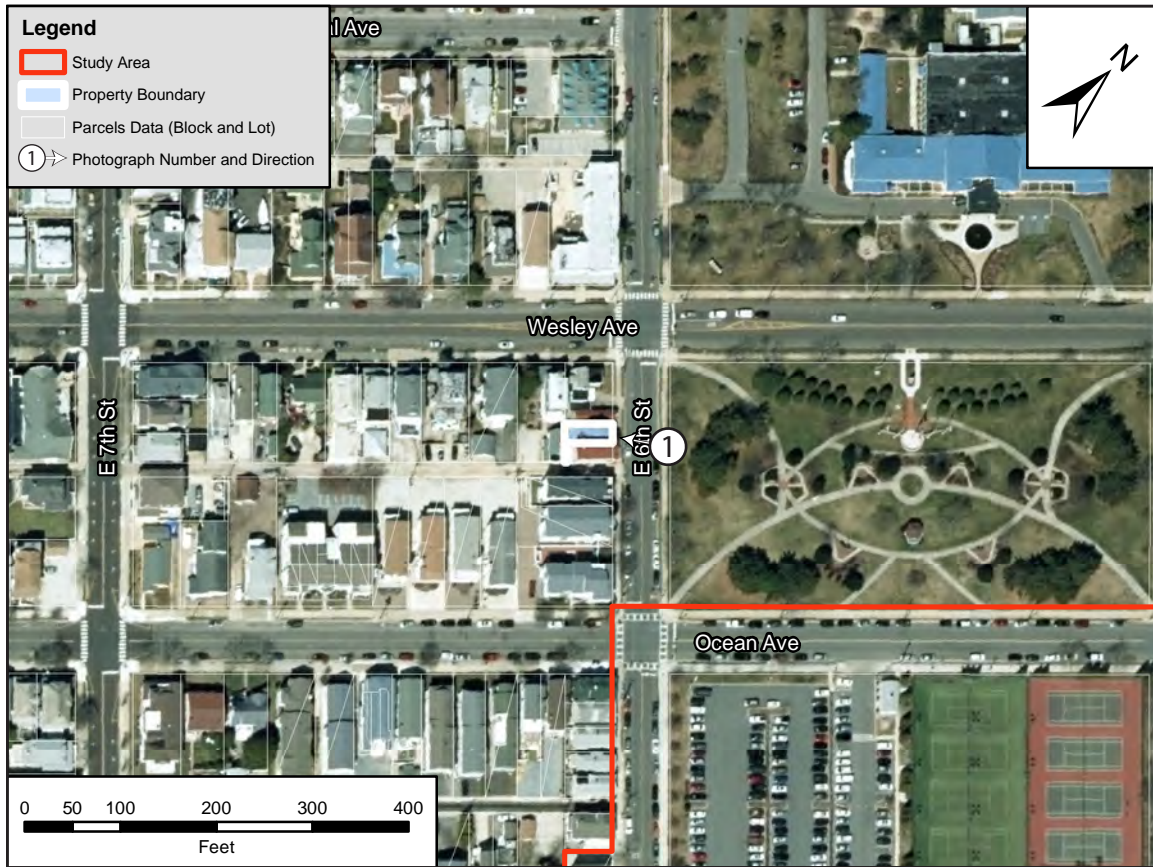 Legend
Study Area
Property Boundary
Parcels Data (Block and Lot)
1 Photograph Number and Direction
Ave
N
Wesley Ave
E 7th St
E 6th St
1
Ocean Ave
0 50 100 200 300 400
Feet